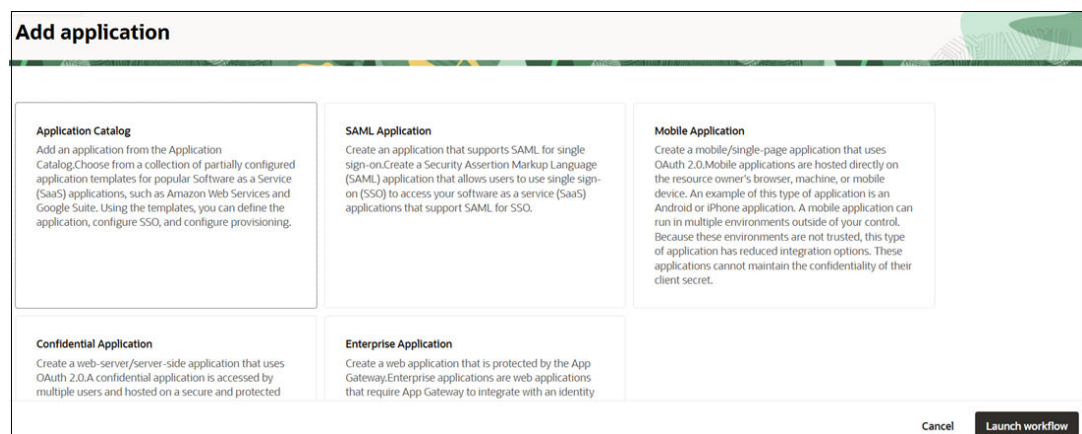 Add application
Application Catalog
Add an application from the Application
Catalog.Choose from a collection of partially configured
application templates for popular Software as a Service
(SaaS) applications, such as Amazon Web Services and
Google Suite. Using the templates, you can define the
application, configure SSO, and configure provisioning.
SAML Application
Create an application that supports SAML for single
sign-on.Create a Security Assertion Markup Language
(SAML) application that allows users to use single sign-
on (SSO) to access your software as a service (SaaS)
applications that support SAML for SSO.
Mobile Application
Create a mobile/single-page application that uses
OAuth 2.0.Mobile applications are hosted directly on
the resource owner's browser, machine, or mobile
device. An example of this type of application is an
Android or iPhone application. A mobile application can
run in multiple environments outside of your control.
Because these environments are not trusted, this type
of application has reduced integration options. These
applications cannot maintain the confidentiality of their
client secret.
Confidential Application
Create a web-server/server-side application that uses
OAuth 2.0.A confidential application is accessed by
multiple users and hosted on a secure and protected
Enterprise Application
Create a web application that is protected by the App
Gateway.Enterprise applications are web applications
that require App Gateway to integrate with an identity
Cancel
Launch workflow